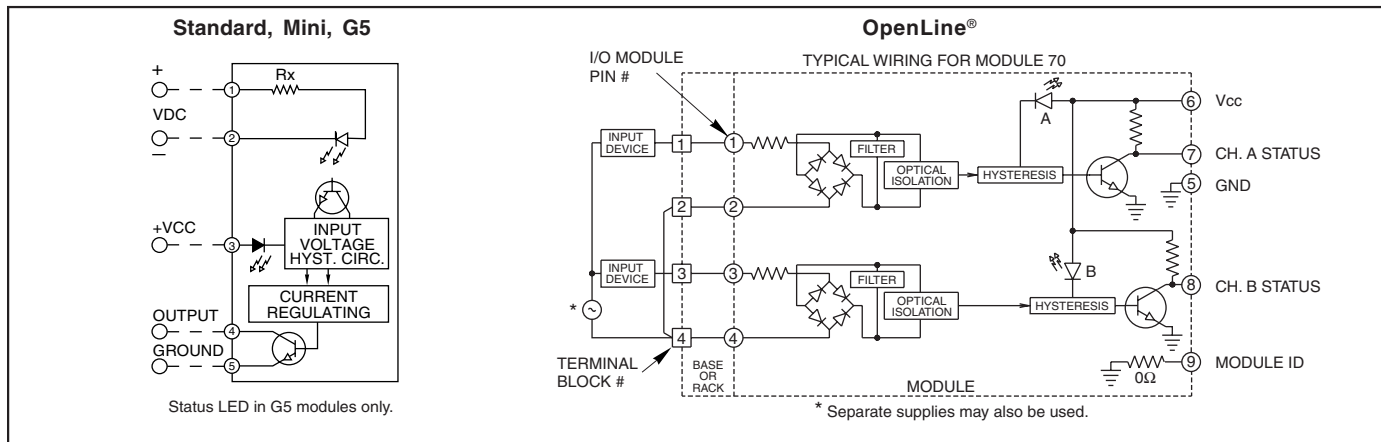 Standard, Mini, G5
+
Rx
1
VDC
2
–
+VCC
3
INPUT
VOLTAGE
HYST. CIRC.
CURRENT
REGULATING
OUTPUT
4
GROUND
5
Status LED in G5 modules only.
OpenLine®
I/O MODULE
PIN #
TYPICAL WIRING FOR MODULE 70
A
6 Vcc
INPUT
DEVICE
1
1
FILTER
OPTICAL
ISOLATION
HYSTERESIS
7 CH. A STATUS
5 GND
2
2
INPUT
DEVICE
3
3
FILTER
OPTICAL
ISOLATION
B
HYSTERESIS
8 CH. B STATUS
*
4
4
TERMINAL
BLOCK #
BASE
OR
RACK
MODULE
0Ω
9 MODULE ID
* Separate supplies may also be used.